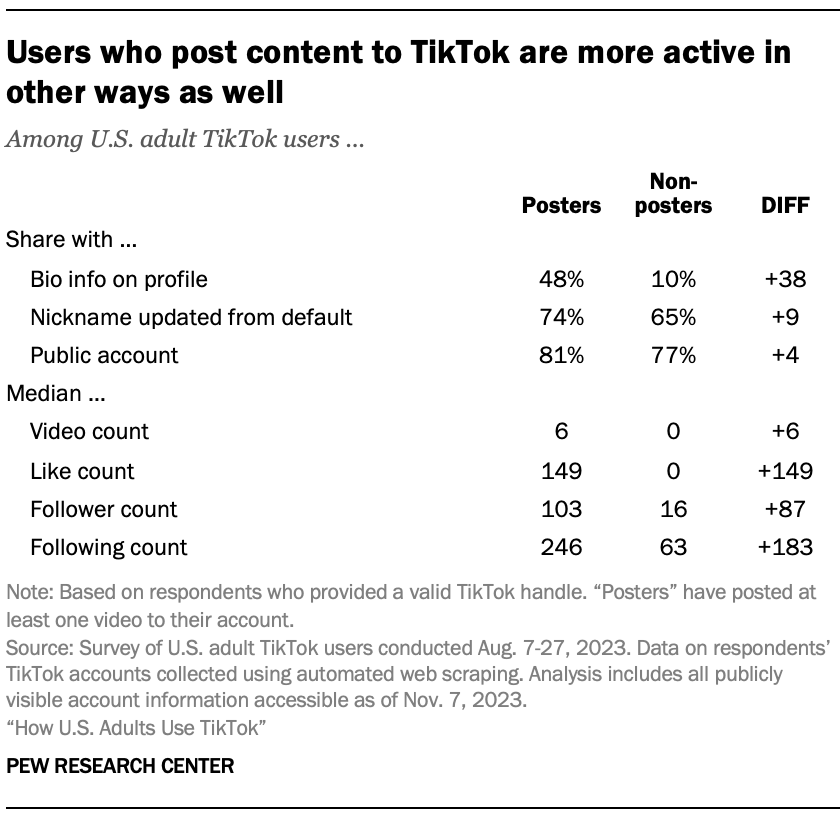 Users who post content to TikTok are more active in
other ways as well
Among U.S. adult TikTok users ...
Posters Non-posters DIFF
Share with ...
Bio info on profile 48% 10% +38
Nickname updated from default 74% 65% +9
Public account 81% 77% +4
Median ...
Video count 6 0 +6
Like count 149 0 +149
Follower count 103 16 +87
Following count 246 63 +183
Note: Based on respondents who provided a valid TikTok handle. “Posters” have posted at
least one video to their account.
Source: Survey of U.S. adult TikTok users conducted Aug. 7-27, 2023. Data on respondents’
TikTok accounts collected using automated web scraping. Analysis includes all publicly
visible account information accessible as of Nov. 7, 2023.
“How U.S. Adults Use TikTok”
PEW RESEARCH CENTER